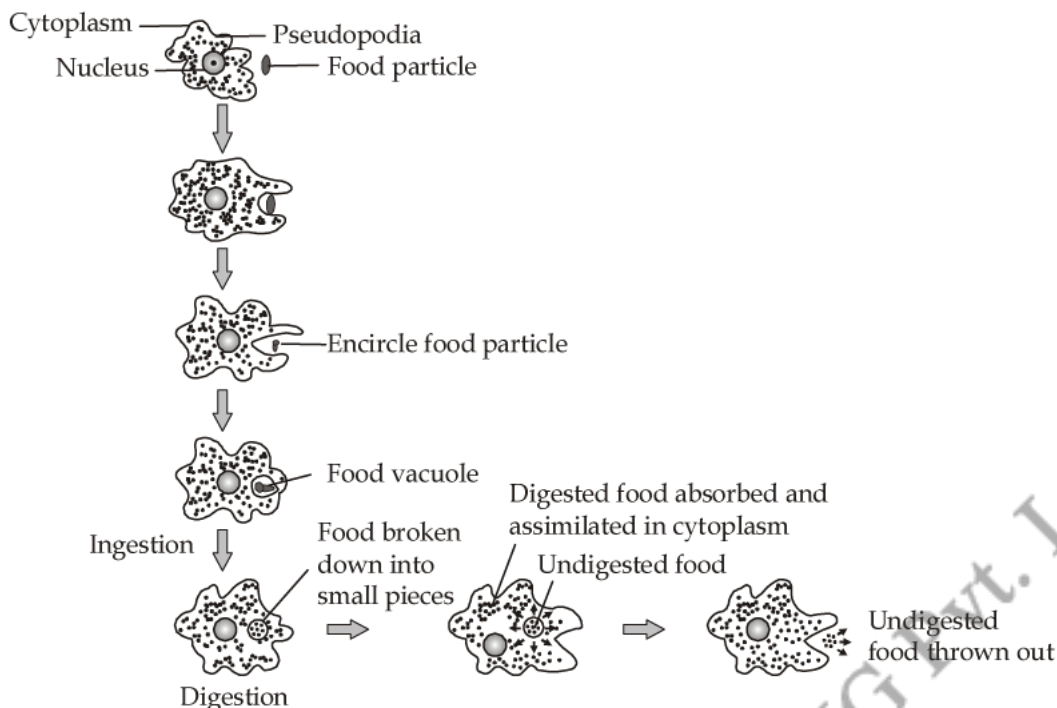 Cytoplasm
Pseudopodia
Nucleus
Food particle
Encircle food particle
Food vacuole
Ingestion
Food broken
down into
small pieces
Digestion
Digested food absorbed and
assimilated in cytoplasm
Undigested food
Undigested
food thrown out
G Pvt.